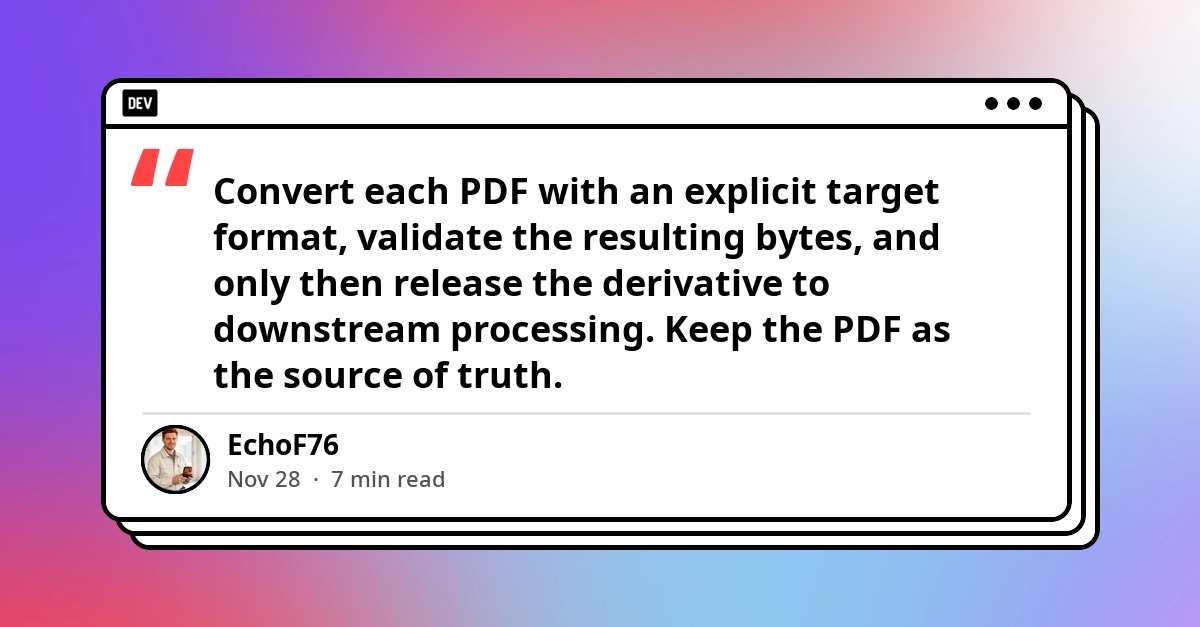 DEV
“
Convert each PDF with an explicit target
format, validate the resulting bytes, and
only then release the derivative to
downstream processing. Keep the PDF as
the source of truth.
EchoF76
Nov 28 · 7 min read